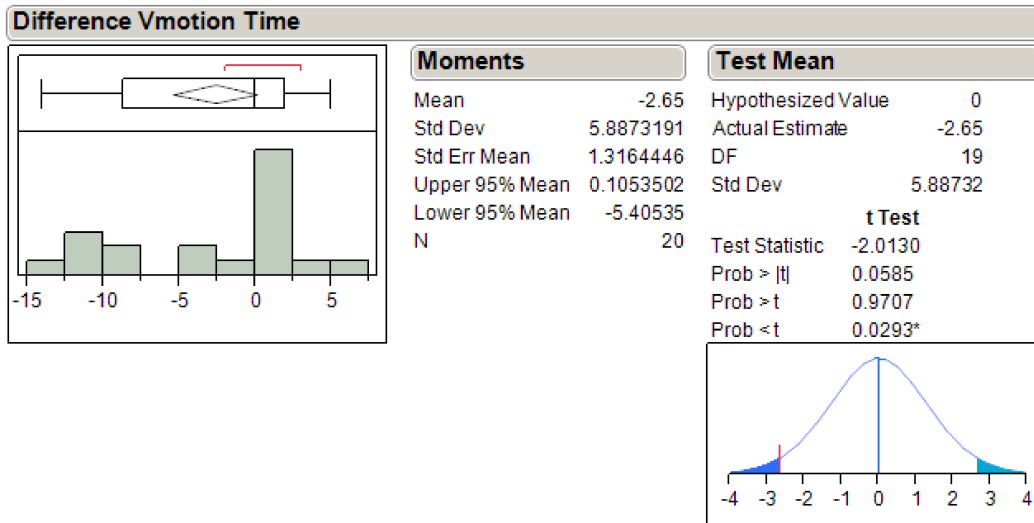 Difference Vmotion Time
-15 -10 -5 0 5
Moments
Mean -2.65
Std Dev 5.8873191
Std Err Mean 1.3164446
Upper 95% Mean 0.1053502
Lower 95% Mean -5.40535
N 20
Test Mean
Hypothesized Value 0
Actual Estimate -2.65
DF 19
Std Dev 5.88732
t Test
Test Statistic -2.0130
Prob > |t| 0.0585
Prob > t 0.9707
Prob < t 0.0293*
-4 -3 -2 -1 0 1 2 3 4